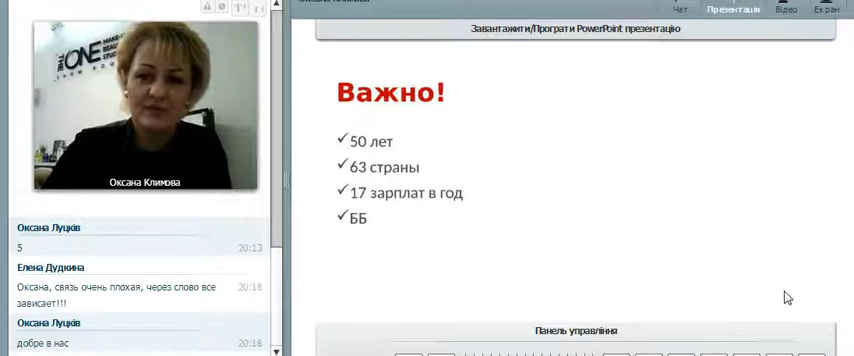 Чат
Презентація
Відео
Екран
Завантажити/Програти PowerPoint презентацію
THE ONE
Оксана Климова
Важно!
50 лет
63 страны
17 зарплат в год
ББ
Оксана Луцків
5
20:13
Елена Дудкина
Оксана, связь очень плохая, через слово все
зависает!!!
20:18
Оксана Луцків
добре в нас
20:18
Панель управління